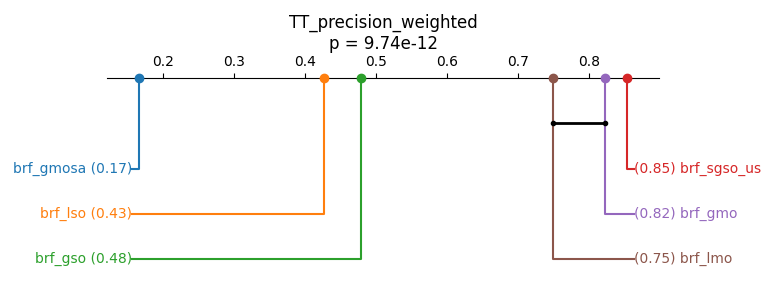 TT_precision_weighted
p = 9.74e-12
0.2 0.3 0.4 0.5 0.6 0.7 0.8
brf_gmosa (0.17) (0.85) brf_sgso_us
brf_lso (0.43) (0.82) brf_gmo
brf_gso (0.48) (0.75) brf_lmo